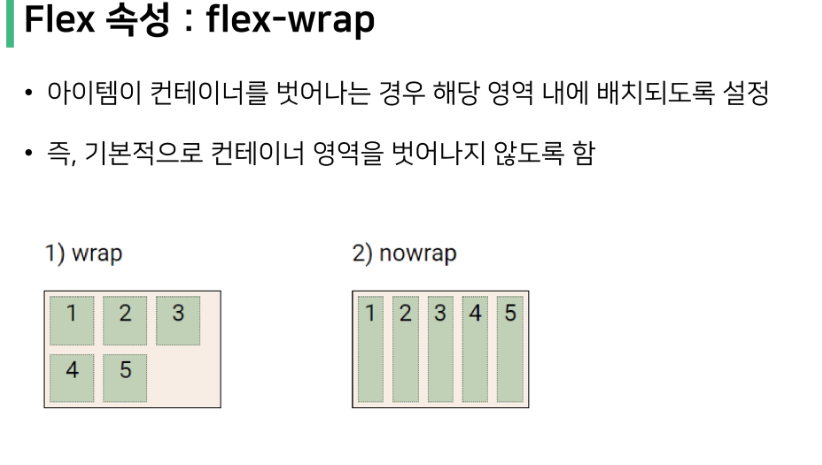 Flex 속성 : flex-wrap
• 아이템이 컨테이너를 벗어나는 경우 해당 영역 내에 배치되도록 설정
• 즉, 기본적으로 컨테이너 영역을 벗어나지 않도록 함
1) wrap
1 2 3
4 5
2) nowrap
1 2 3 4 5